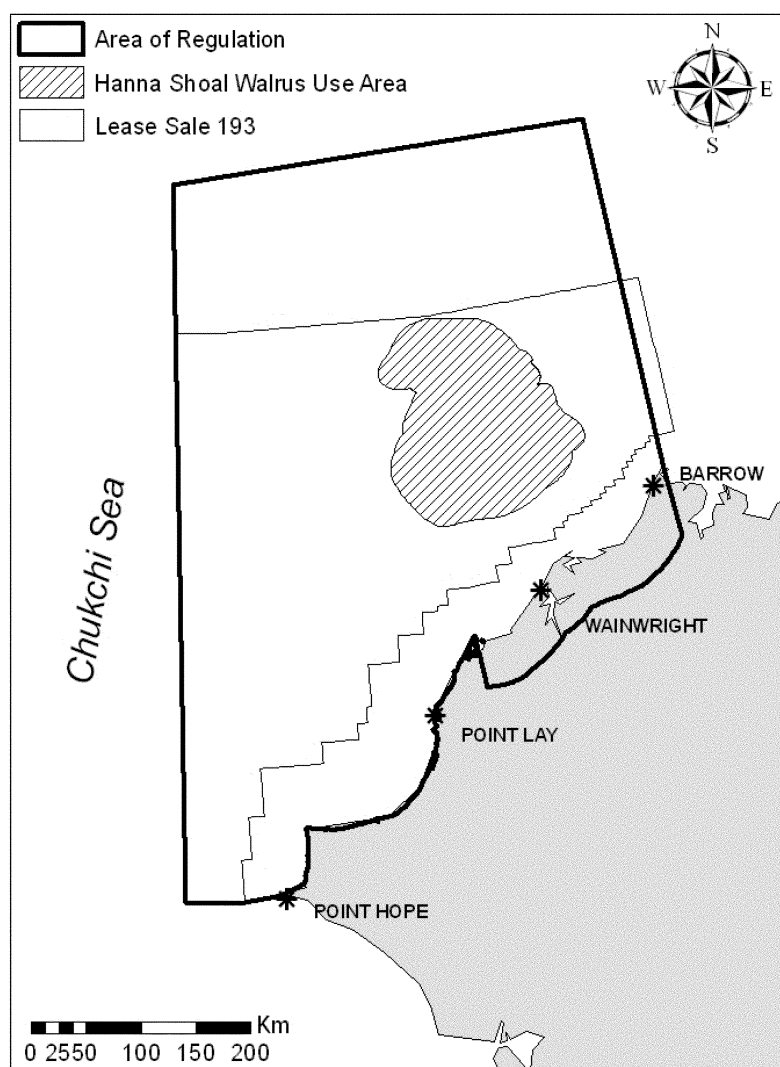 Area of Regulation
Hanna Shoal Walrus Use Area
Lease Sale 193
N
W E
S
Chukchi Sea
BARROW
WAINWRIGHT
POINT LAY
POINT HOPE
Km
0 2550 100 150 200